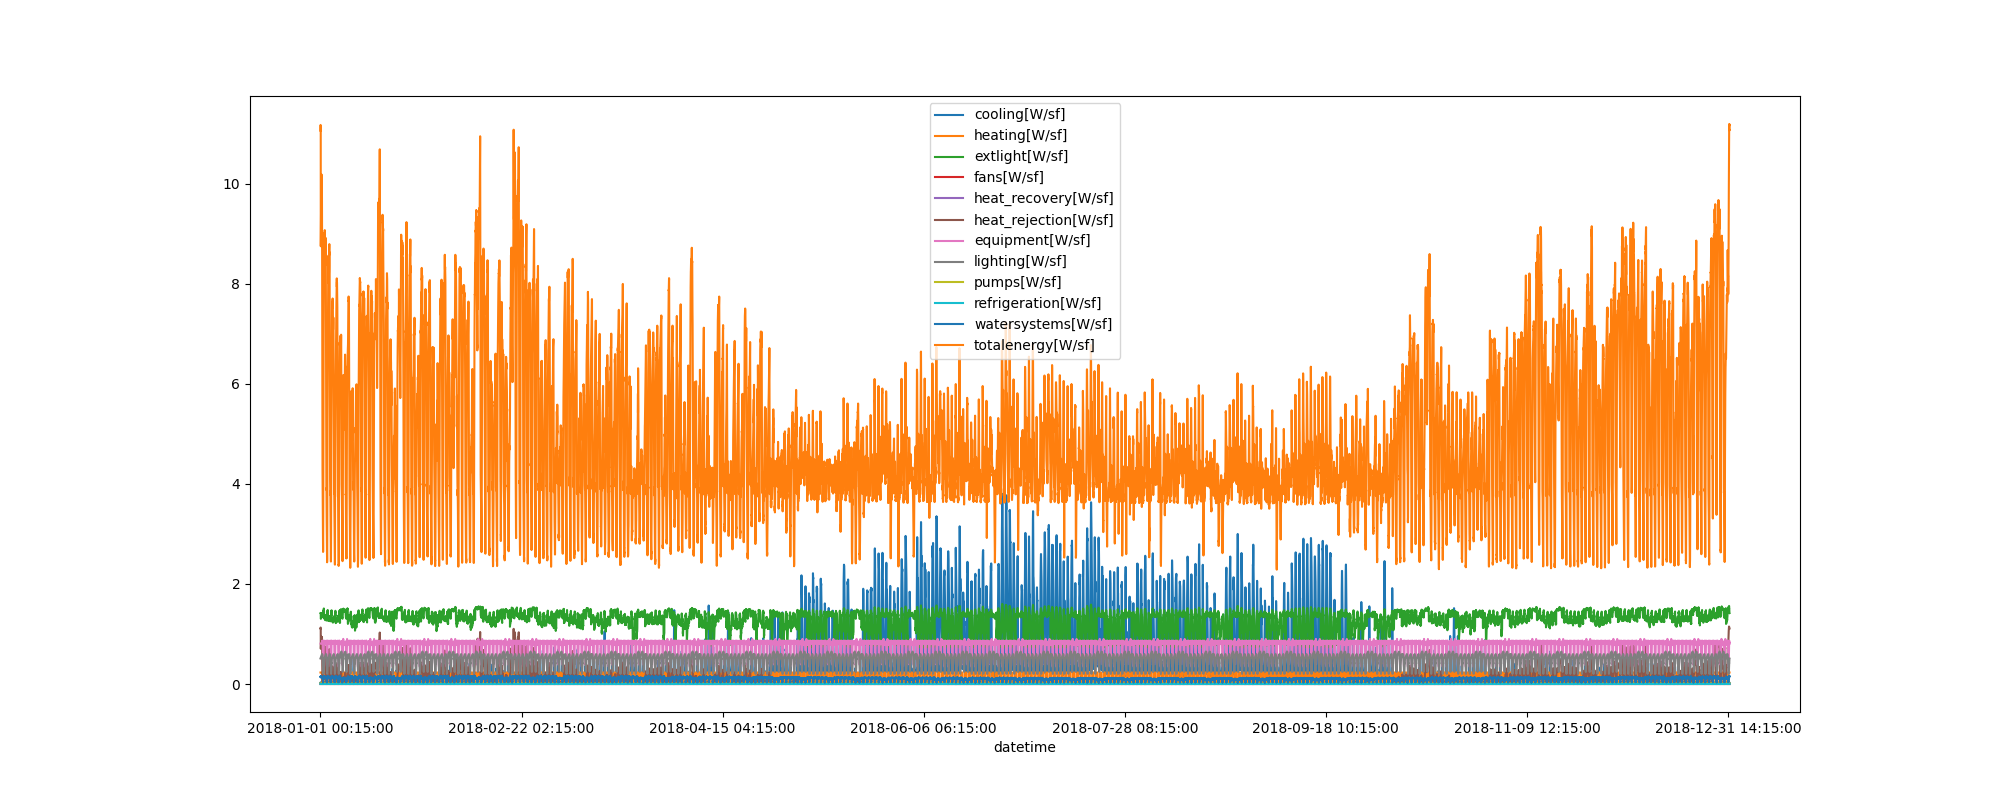 cooling[W/sf]
heating[W/sf]
extlight[W/sf]
fans[W/sf]
heat_recovery[W/sf]
heat_rejection[W/sf]
equipment[W/sf]
lighting[W/sf]
pumps[W/sf]
refrigeration[W/sf]
watersystems[W/sf]
totalenergy[W/sf]
10
8
6
4
2
0
2018-01-01 00:15:00 2018-02-22 02:15:00 2018-04-15 04:15:00 2018-06-06 06:15:00 2018-07-28 08:15:00 2018-09-18 10:15:00 2018-11-09 12:15:00 2018-12-31 14:15:00
datetime